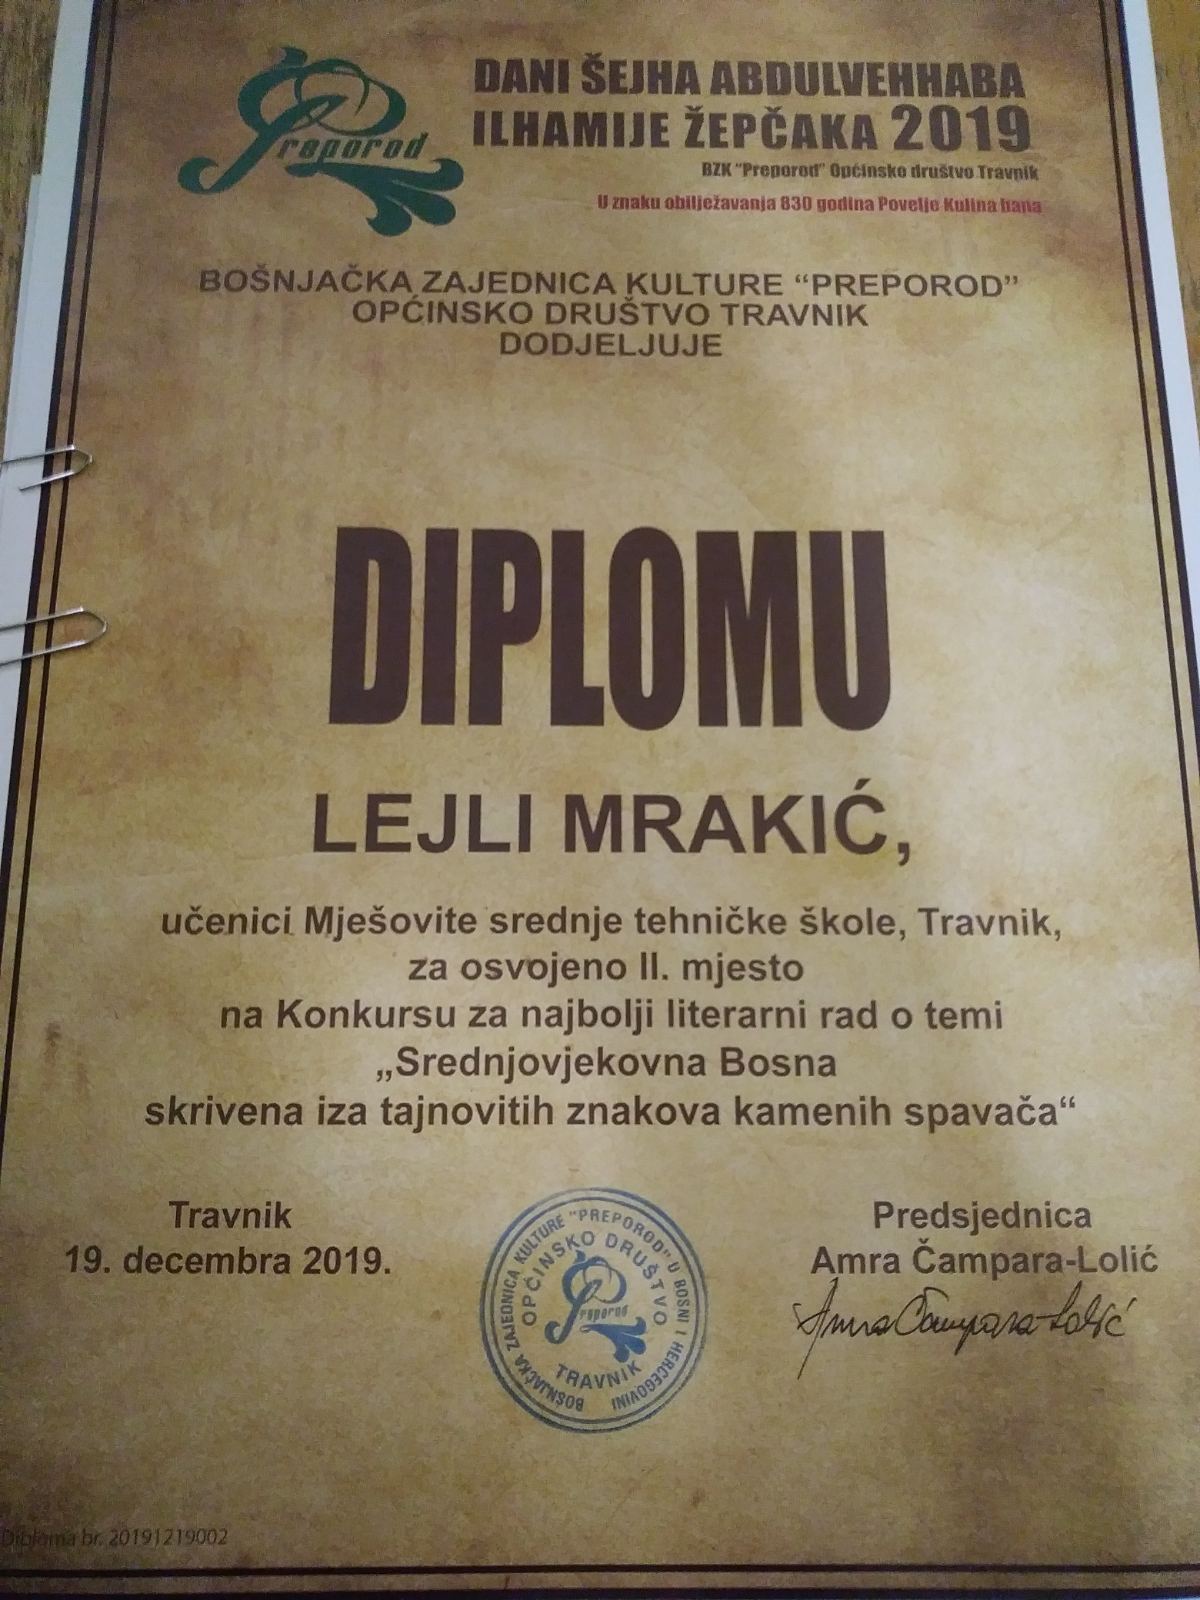 Preporod
DANI ŠEJHA ABDULVEHHABA
ILHAMIJE ŽEPČAKA 2019
BZK "Preporod" Općinsko društvo Travnik
U znaku obilježavanja 830 godina Povelje Kulina bana
BOŠNJAČKA ZAJEDNICA KULTURE "PREPOROD"
OPĆINSKO DRUŠTVO TRAVNIK
DODJELJUJE
DIPLOMU
LEJLI MRAKIĆ,
učenici Mješovite srednje tehničke škole, Travnik,
za osvojeno II. mjesto
na Konkursu za najbolji literarni rad o temi
„Srednjovjekovna Bosna
skrivena iza tajnovitih znakova kamenih spavača“
Travnik
19. decembra 2019.
BOŠNJAČKA ZAJEDNICA KULTURE "PREPOROD" U BOSNI I HERCEGOVINI
OPĆINSKO DRUŠTVO
Preporod
TRAVNIK
Predsjednica
Amra Čampara-Lolić
Amra Čampara-Lolić
Diploma br. 20191219002